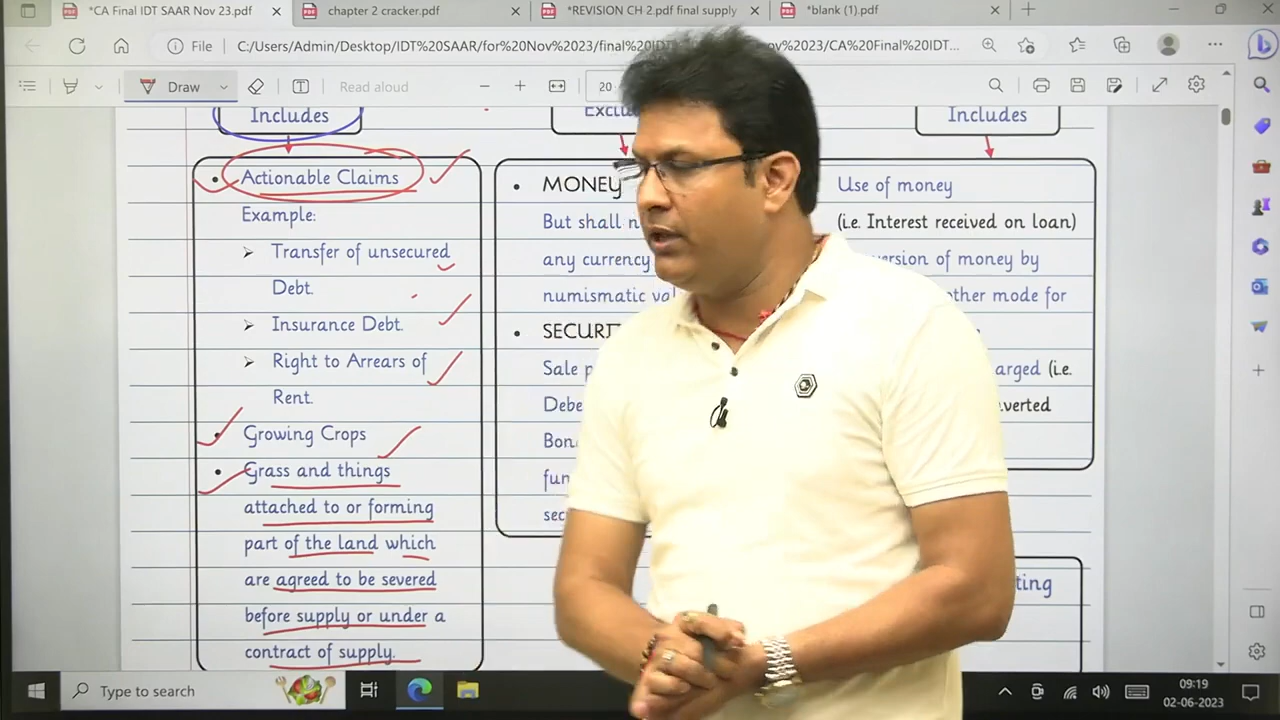 *CA Final IDT SAAR Nov 23.pdf
chapter 2 cracker.pdf
*REVISION CH 2.pdf final supply
*blank (1).pdf
File
C:/Users/Admin/Desktop/IDT%20SAAR/for%20Nov%2023/final%20IDT
v%2023/CA%20Final%20IDT...
Draw
Read aloud
20
Includes
Actionable Claims
Example:
Transfer of unsecured
Debt.
Insurance Debt.
Right to Arrears of
Rent.
Growing Crops
Grass and things
attached to or forming
part of the land which
are agreed to be severed
before supply or under a
contract of supply.
MONEY
But shall n
any currency
numismatic val
SECURIT
Sale p
Debe
Bon
fun
sec
Includes
Use of money
(i.e. Interest received on loan)
ersion of money by
other mode for
arged (i.e.
verted
ting
Type to search
09:19
02-06-2023